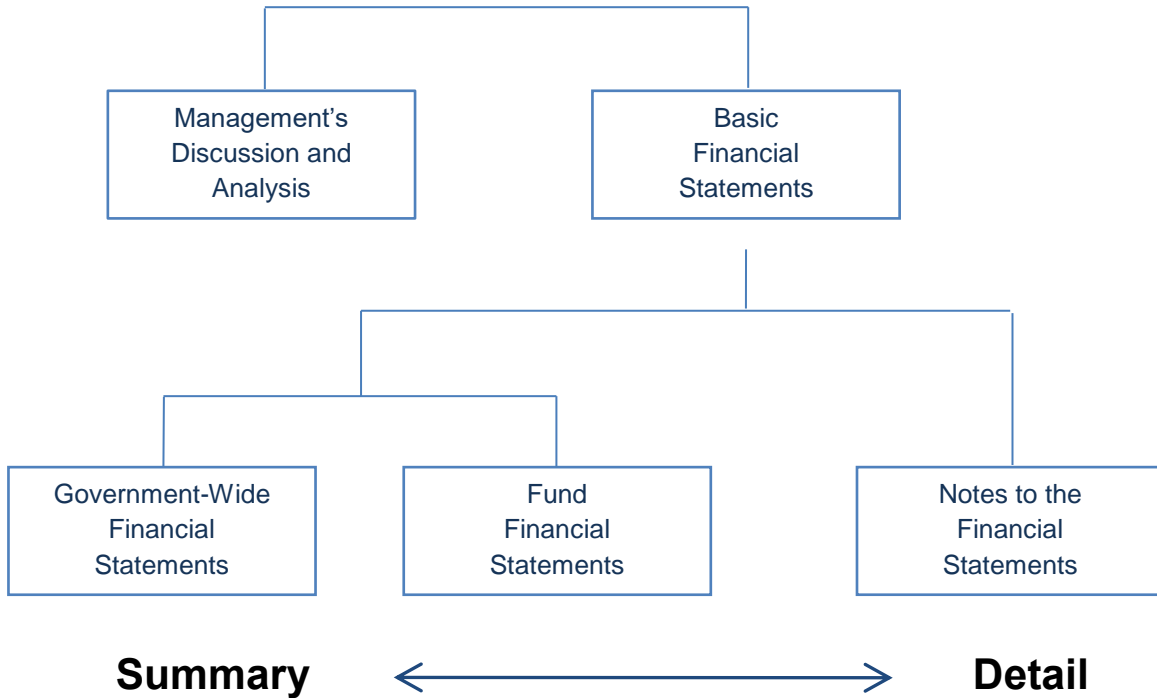 Management’s
Discussion and
Analysis
Basic
Financial
Statements
Government-Wide
Financial
Statements
Fund
Financial
Statements
Notes to the
Financial
Statements
Summary
Detail